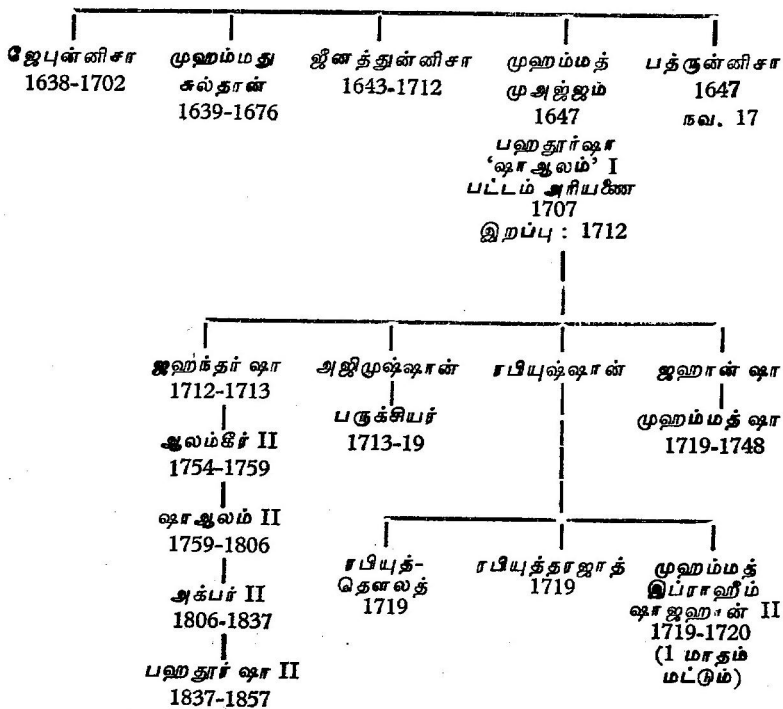 ஜேபுன்னிசா
1638-1702
முஹம்மது
சுல்தான்
1639-1676
ஜீனத்துன்னிசா
1643-1712
முஹம்மத்
முஅஜ்ஜம்
1647
பஹதூர்ஷா
‘ஷாஆலம்’ I
பட்டம் அரியணை
1707
இறப்பு : 1712
பத்ருன்னிசா
1647
நவ. 17
ஜஹந்தர் ஷா
1712-1713
ஆலம்கீர் II
1754-1759
ஷாஆலம் II
1759-1806
அக்பர் II
1806-1837
பஹதூர் ஷா II
1837-1857
அஜிமுஷ்ஷான்
பருக்சியர்
1713-19
ரபியுஷ்ஷான்
ரபியுத்-
தௌலத்
1719
ரபியுத்தரஜாத்
1719
முஹம்மத்
இப்ராஹீம்
ஷாஜஹான் II
1719-1720
(1 மாதம்
மட்டும்)
ஜஹான் ஷா
முஹம்மத் ஷா
1719-1748